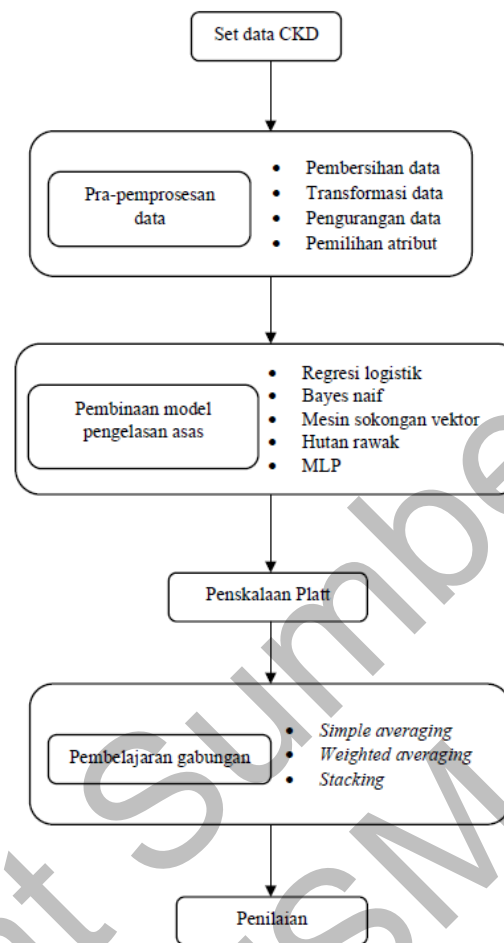 Set data CKD
Pra-pemprosesan
data
• Pembersihan data
• Transformasi data
• Pengurangan data
• Pemilihan atribut
Pembinaan model
pengelasan asas
• Regresi logistik
• Bayes naif
• Mesin sokongan vektor
• Hutan rawak
• MLP
Penskalaan Platt
Pembelajaran gabungan
• Simple averaging
• Weighted averaging
• Stacking
Penilaian